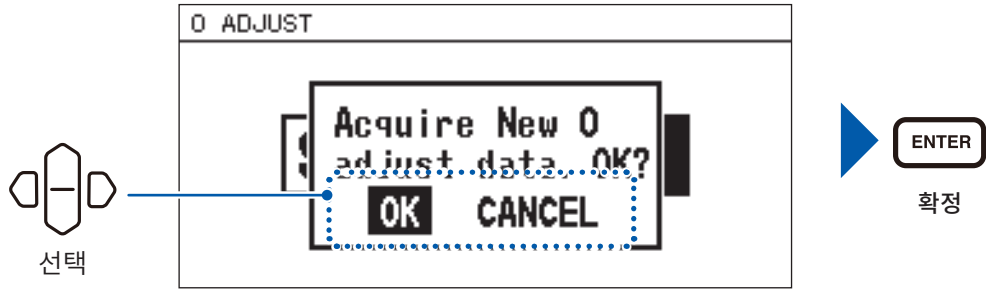 0 ADJUST
Acquire New 0
adjust data, OK?
OK CANCEL
선택
ENTER
확정